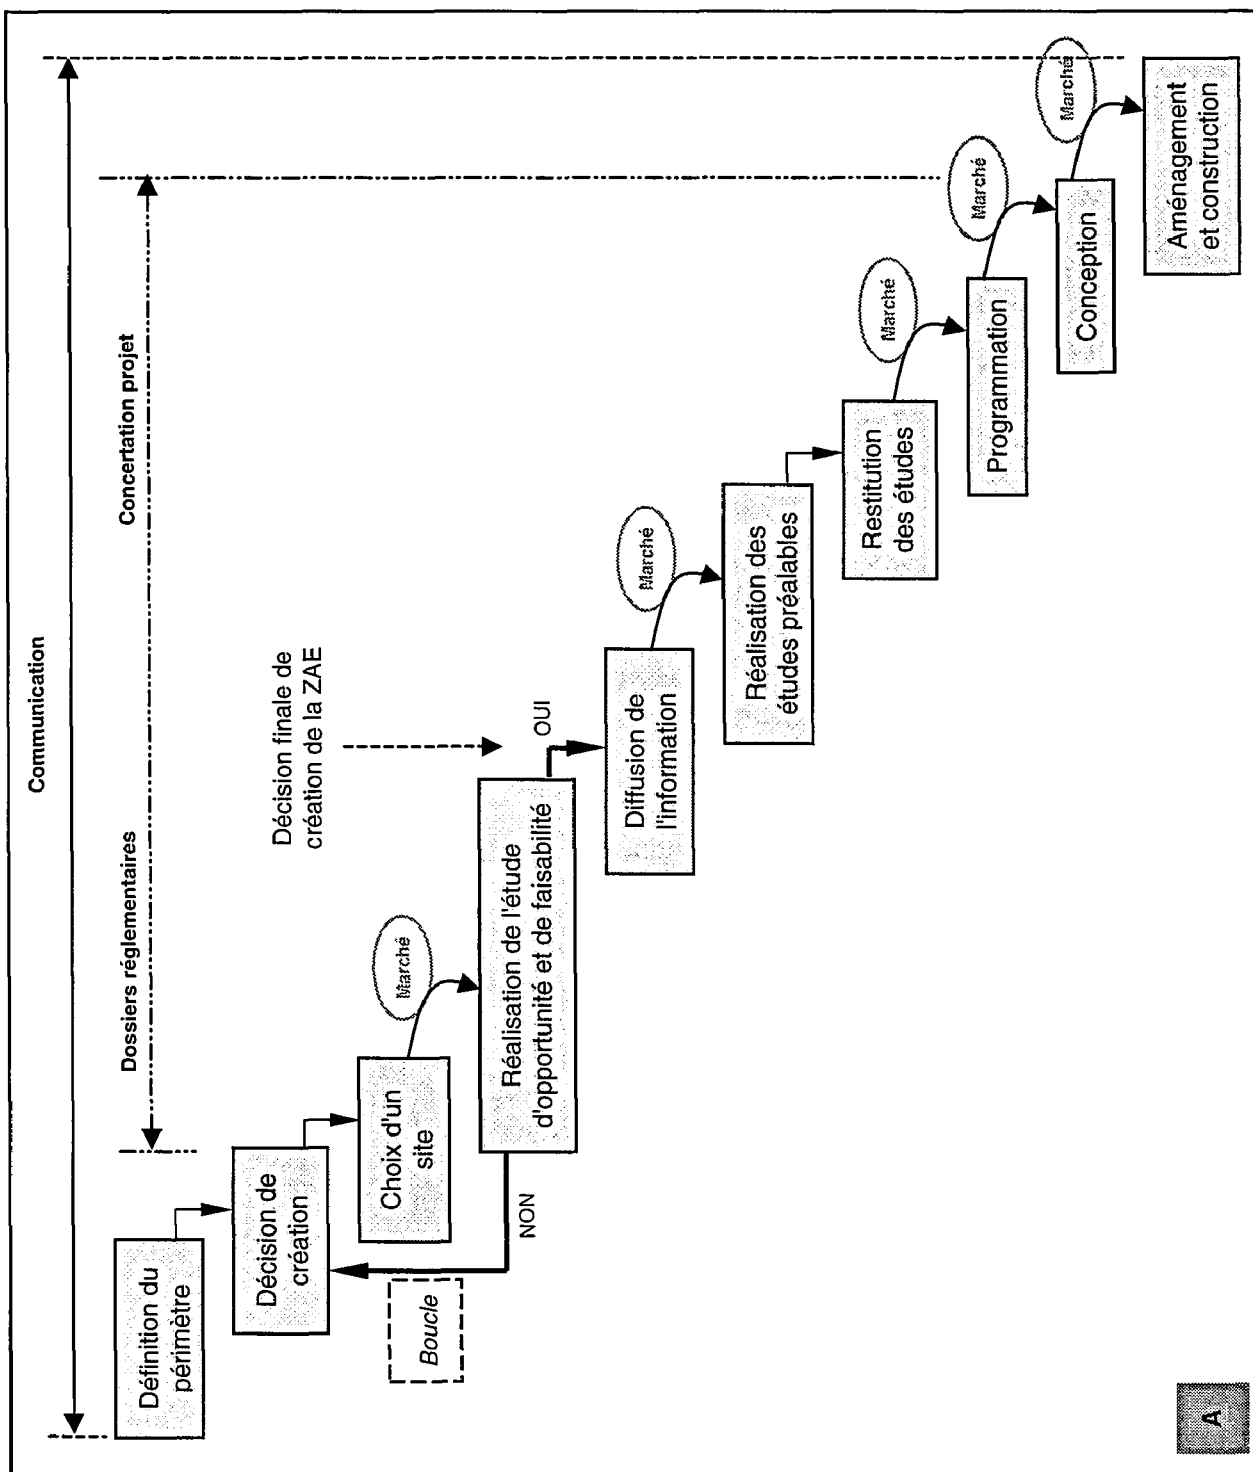 Communication
Dossiers réglementaires
Concertation projet
Définition du
périmètre
Décision de
création
Choix d'un
site
Marché
Boucle
NON
Réalisation de l'étude
d'opportunité et de faisabilité
Décision finale de
création de la ZAE
OUI
Diffusion de
l'information
Marché
Réalisation des
études préalables
Restitution
des études
Marché
Programmation
Marché
Conception
Marché
Aménagement
et construction
A